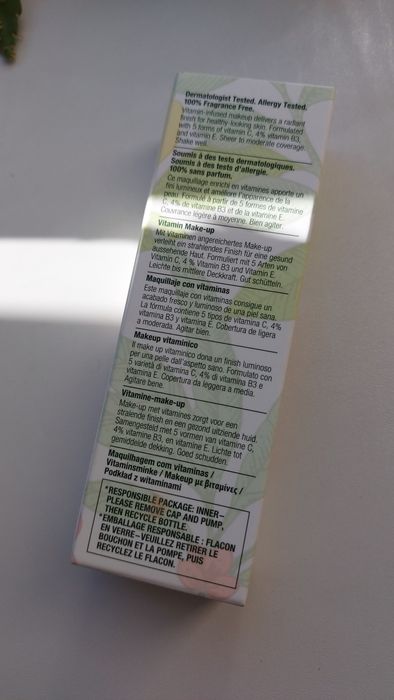 Dermatologist Tested. Allergy Tested.
100% Fragrance Free.
Vitamin-infused makeup delivers a radiant
finish for healthy-looking skin. Formulated
with 5 forms of vitamin C, 4% vitamin B3,
and vitamin E. Sheer to moderate coverage.
Shake well.
Soumis à des tests dermatologiques.
Soumis à des tests d'allergie.
100% sans parfum.
Ce maquillage enrichi en vitamines apporte un
fini lumineux et améliore l'apparence de la
peau. Formulé à partir de 5 formes de vitamine
C, 4% de vitamine B3 et de la vitamine E.
Couvrance légère à moyenne. Bien agiter.
Vitamin Make-up
Mit Vitaminen angereichertes Make-up
verleiht ein strahlendes Finish für eine gesund
aussehende Haut. Formuliert mit 5 Arten von
Vitamin C, 4 % Vitamin B3 und Vitamin E.
Leichte bis mittlere Deckkraft. Gut schütteln.
Maquillaje con vitaminas
Este maquillaje con vitaminas consigue un
acabado fresco y luminoso de una piel sana.
La fórmula contiene 5 tipos de vitamina C, 4%
vitamina B3 y vitamina E. Cobertura de ligera
a moderada. Agitar bien.
Makeup vitaminico
Il make up vitaminico dona un finish luminoso
per una pelle dall'aspetto sano. Formulato con
5 varietà di vitamina C, 4% di vitamina B3 e
vitamina E. Copertura da leggera a media.
Agitare bene.
Vitamine-make-up
Make-up met vitamines zorgt voor een
stralende finish en een gezond uitziende huid.
Samengesteld met 5 vormen van vitamine C,
4% vitamine B3, en vitamine E. Lichte tot
gemiddelde dekking. Goed schudden.
Maquilhagem com vitaminas /
Vitaminsminke / Makeup με βιταμίνες /
Podkład z witaminami
*RESPONSIBLE PACKAGE: INNER–
PLEASE REMOVE CAP AND PUMP,
THEN RECYCLE BOTTLE.
*EMBALLAGE RESPONSABLE : FLACON
EN VERRE–VEUILLEZ RETIRER LE
BOUCHON ET LA POMPE, PUIS
RECYCLEZ LE FLACON.